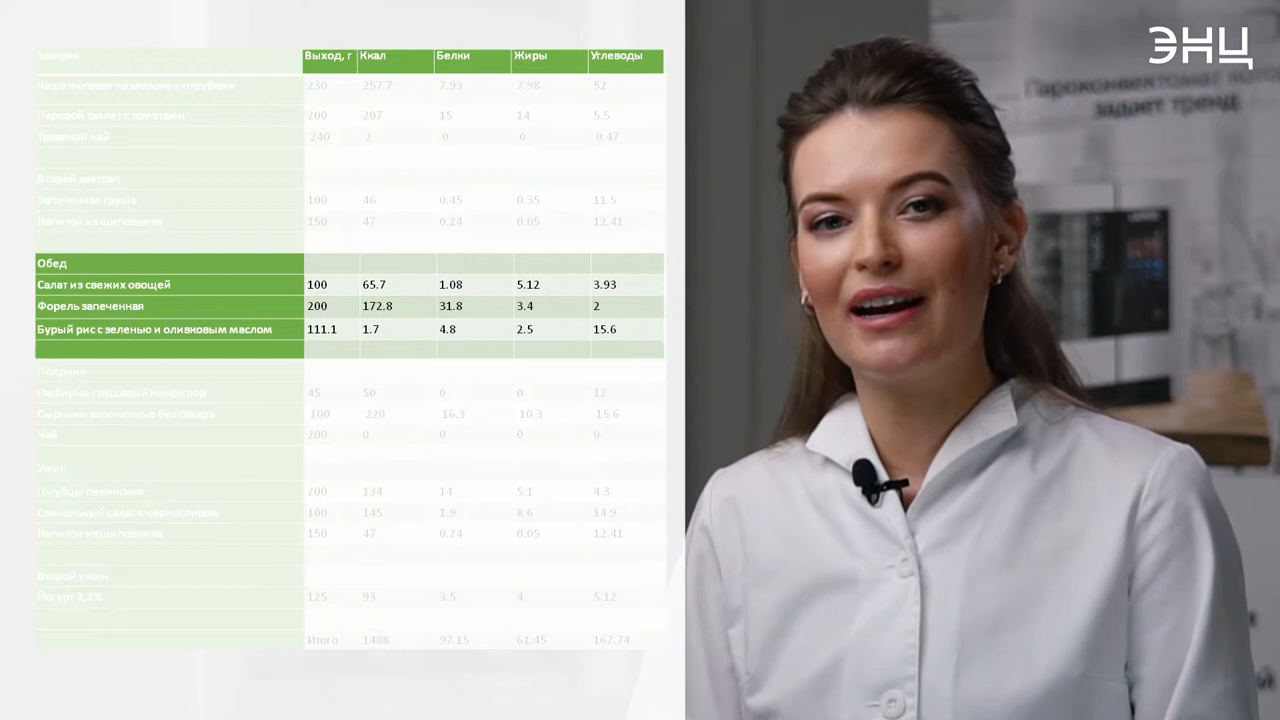 Завтрак Выход, г Ккал Белки Жиры Углеводы
Каша ячневая на молоке с отрубями 230 257.7 7.93 7.98 52
Паровой омлет с томатами 200 207 15 14 5.5
Травяной чай 240 2 0 0 0.47
Второй завтрак
Запеченная груша 100 46 0.45 0.35 11.5
Напиток из шиповника 150 47 0.24 0.05 12.41
Обед
Салат из свежих овощей 100 65.7 1.08 5.12 3.93
Форель запеченная 200 172.8 31.8 3.4 2
Бурый рис с зеленью и оливковым маслом 111.1 1.7 4.8 2.5 15.6
Полдник
Имбирно-грушевый конфитюр 45 50 0 0 12
Сырники запеченные без сахара 100 220 16.3 10.3 15.6
Чай 200 0 0 0 0
Ужин
Голубцы пекинские 200 134 14 5.1 4.3
Свекольный салат с черносливом 100 145 1.9 8.6 14.9
Напиток из шиповника 150 47 0.24 0.05 12.41
Второй ужин
Йогурт 3,2% 125 93 3.5 4 5.12
Итого 1488 97.15 61.45 167.74
ЭНЦ
Пароконвектомат
задает тренд